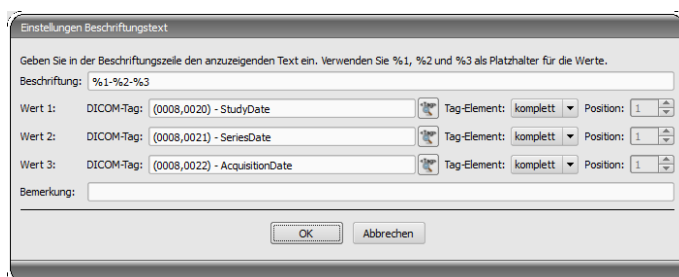 Einstellungen Beschriftungstext
Geben Sie in der Beschriftungszeile den anzuzeigenden Text ein. Verwenden Sie %1, %2 und %3 als Platzhalter für die Werte.
Beschriftung: %1-%2-%3
Wert 1: DICOM-Tag: (0008,0020) - StudyDate Tag-Element: komplett Position: 1
Wert 2: DICOM-Tag: (0008,0021) - SeriesDate Tag-Element: komplett Position: 1
Wert 3: DICOM-Tag: (0008,0022) - AcquisitionDate Tag-Element: komplett Position: 1
Bemerkung:
OK Abbrechen